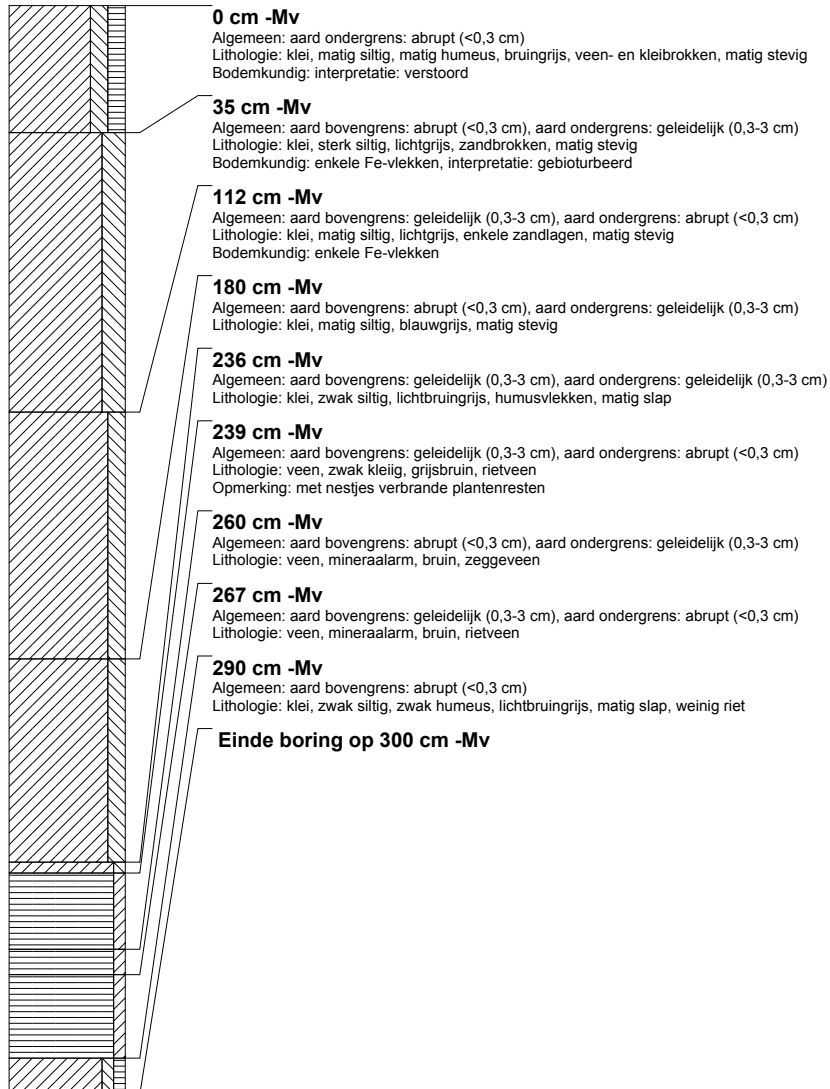 0 cm -Mv
Algemeen: aard ondergrens: abrupt (<0,3 cm)
Lithologie: klei, matig siltig, matig humeus, bruingrijs, veen- en kleibrokken, matig stevig
Bodemkundig: interpretatie: verstoord
35 cm -Mv
Algemeen: aard bovengrens: abrupt (<0,3 cm), aard ondergrens: geleidelijk (0,3-3 cm)
Lithologie: klei, sterk siltig, lichtgrijs, zandbrokken, matig stevig
Bodemkundig: enkele Fe-vlekken, interpretatie: gebioturbeerd
112 cm -Mv
Algemeen: aard bovengrens: geleidelijk (0,3-3 cm), aard ondergrens: abrupt (<0,3 cm)
Lithologie: klei, matig siltig, lichtgrijs, enkele zandlagen, matig stevig
Bodemkundig: enkele Fe-vlekken
180 cm -Mv
Algemeen: aard bovengrens: abrupt (<0,3 cm), aard ondergrens: geleidelijk (0,3-3 cm)
Lithologie: klei, matig siltig, blauwgrijs, matig stevig
236 cm -Mv
Algemeen: aard bovengrens: geleidelijk (0,3-3 cm), aard ondergrens: geleidelijk (0,3-3 cm)
Lithologie: klei, zwak siltig, lichtbruingrijs, humusvlekken, matig slap
239 cm -Mv
Algemeen: aard bovengrens: geleidelijk (0,3-3 cm), aard ondergrens: abrupt (<0,3 cm)
Lithologie: veen, zwak kleiig, grijsbruin, rietveen
Opmerking: met nestjes verbrande plantenresten
260 cm -Mv
Algemeen: aard bovengrens: abrupt (<0,3 cm), aard ondergrens: geleidelijk (0,3-3 cm)
Lithologie: veen, mineraalarm, bruin, zeggeveen
267 cm -Mv
Algemeen: aard bovengrens: geleidelijk (0,3-3 cm), aard ondergrens: abrupt (<0,3 cm)
Lithologie: veen, mineraalarm, bruin, rietveen
290 cm -Mv
Algemeen: aard bovengrens: abrupt (<0,3 cm)
Lithologie: klei, zwak siltig, zwak humeus, lichtbruingrijs, matig slap, weinig riet
Einde boring op 300 cm -Mv